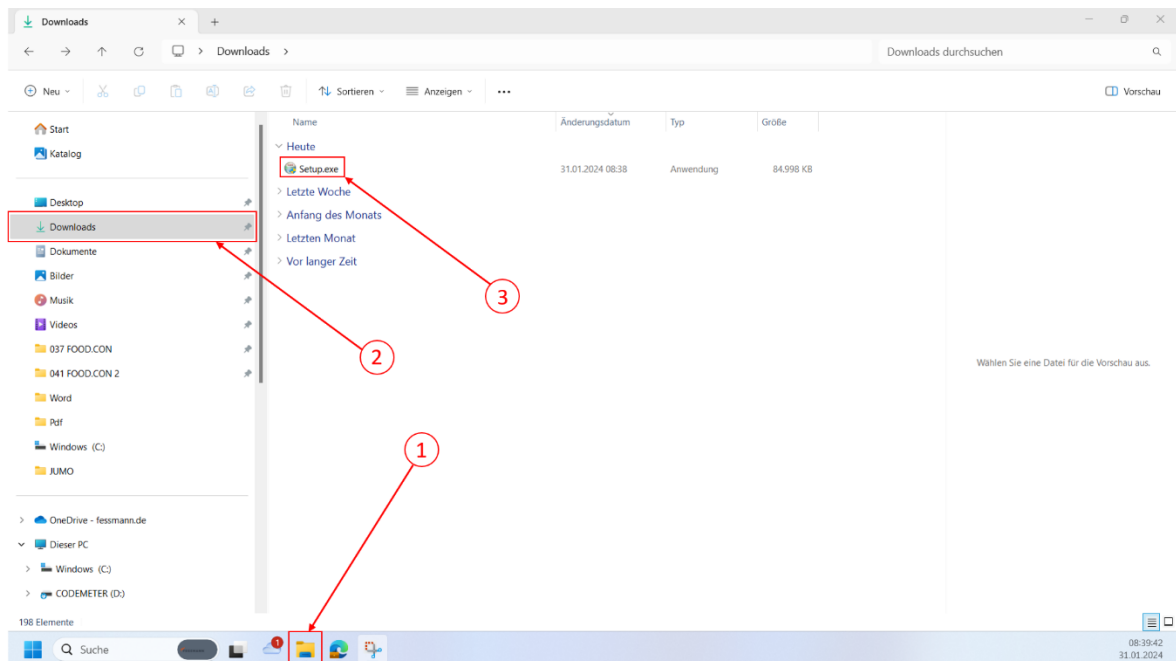 Downloads
Downloads
Downloads durchsuchen
Neu
Sortieren
Anzeigen
Vorschau
Start
Katalog
Desktop
Downloads
Dokumente
Bilder
Musik
Videos
037 FOOD.CON
041 FOOD.CON 2
Word
Pdf
Windows (C:)
JUMO
OneDrive - fessmann.de
Dieser PC
Windows (C:)
CODEMETER (D:)
Name Änderungsdatum Typ Größe
Heute
Setup.exe 31.01.2024 08:38 Anwendung 84.998 KB
Letzte Woche
Anfang des Monats
Letzten Monat
Vor langer Zeit
3
2
1
Wählen Sie eine Datei für die Vorschau aus.
198 Elemente
Suche
1
08:39:42
31.01.2024